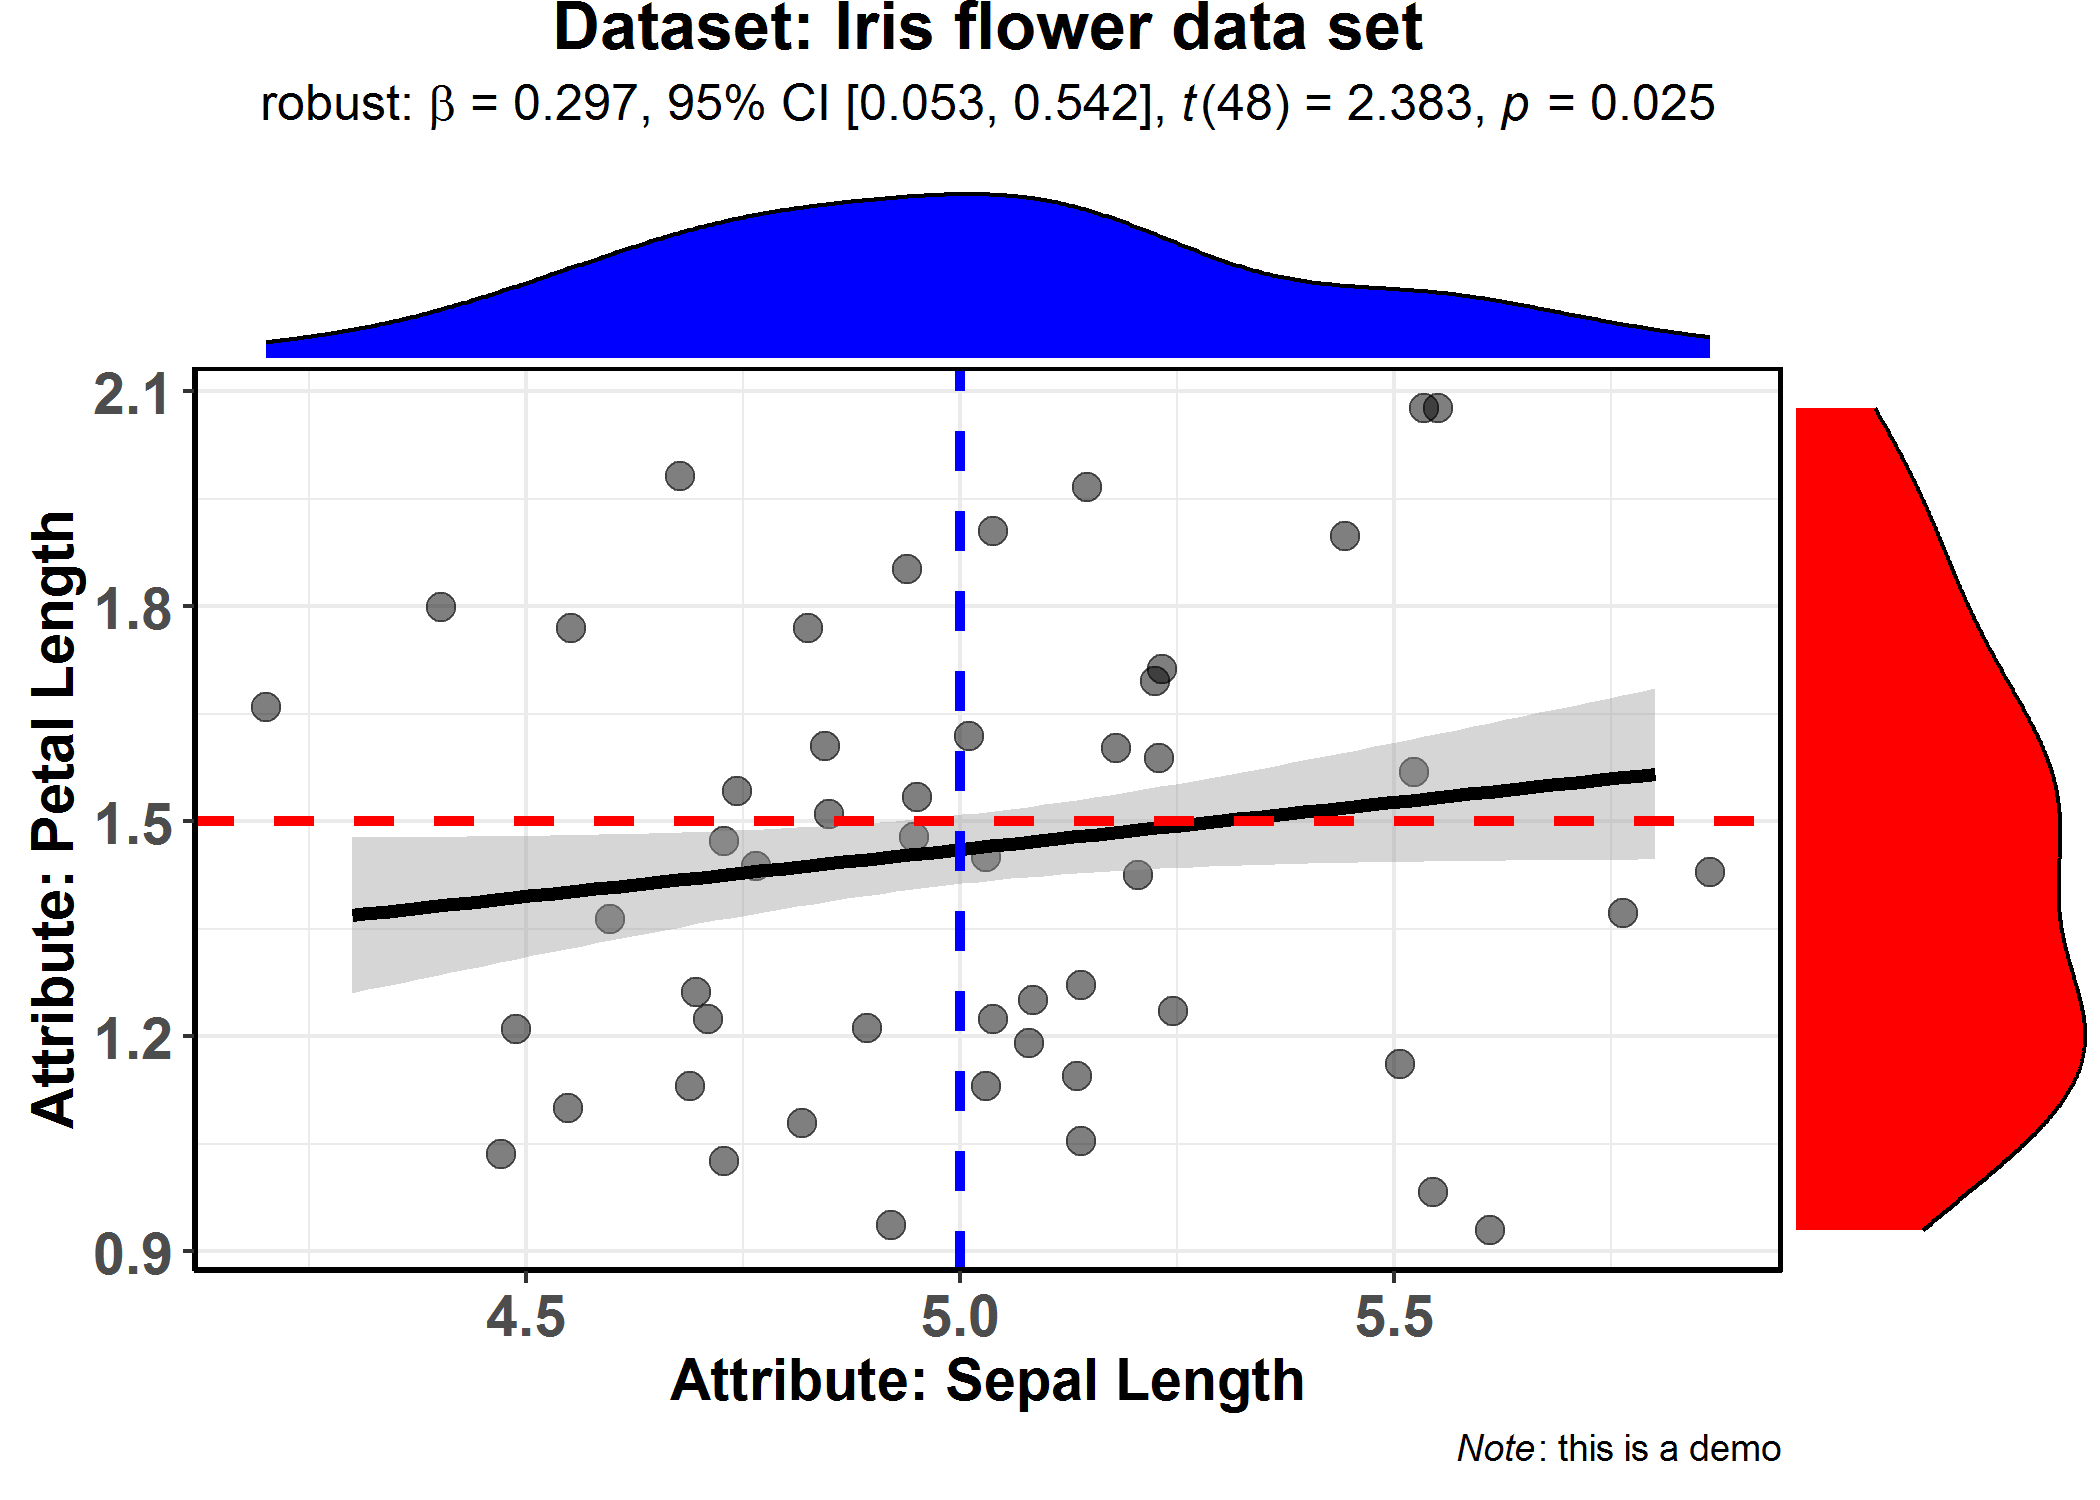 Dataset: Iris flower data set
robust: β = 0.297, 95% CI [0.053, 0.542], t(48) = 2.383, p = 0.025
2.1
1.8
1.5
1.2
0.9
Attribute: Petal Length
4.5 5.0 5.5
Attribute: Sepal Length
Note: this is a demo